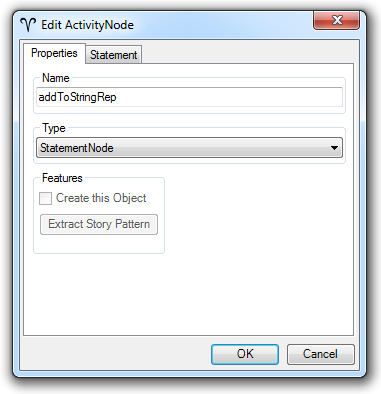 Edit ActivityNode
Properties Statement
Name
addToStringRep
Type
StatementNode
Features
Create this Object
Extract Story Pattern
OK Cancel